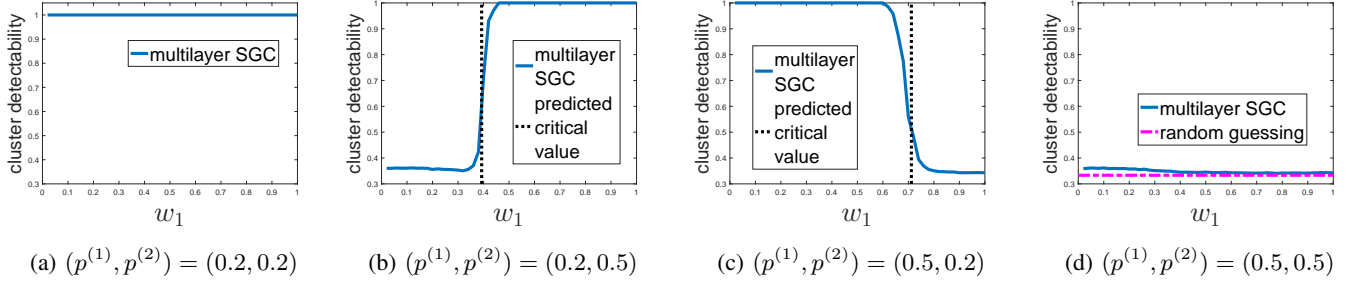 cluster detectability
1
0.9
0.8
0.7
0.6
0.5
0.4
0.3
0 0.1 0.2 0.3 0.4 0.5 0.6 0.7 0.8 0.9 1
multilayer SGC
w₁
(a) (p⁽¹⁾, p⁽²⁾) = (0.2, 0.2)
cluster detectability
1
0.9
0.8
0.7
0.6
0.5
0.4
0.3
0 0.1 0.2 0.3 0.4 0.5 0.6 0.7 0.8 0.9 1
multilayer
SGC
predicted
critical
value
w₁
(b) (p⁽¹⁾, p⁽²⁾) = (0.2, 0.5)
cluster detectability
1
0.9
0.8
0.7
0.6
0.5
0.4
0.3
0 0.1 0.2 0.3 0.4 0.5 0.6 0.7 0.8 0.9 1
multilayer
SGC
predicted
critical
value
w₁
(c) (p⁽¹⁾, p⁽²⁾) = (0.5, 0.2)
cluster detectability
1
0.9
0.8
0.7
0.6
0.5
0.4
0.3
0 0.1 0.2 0.3 0.4 0.5 0.6 0.7 0.8 0.9 1
multilayer SGC
random guessing
w₁
(d) (p⁽¹⁾, p⁽²⁾) = (0.5, 0.5)